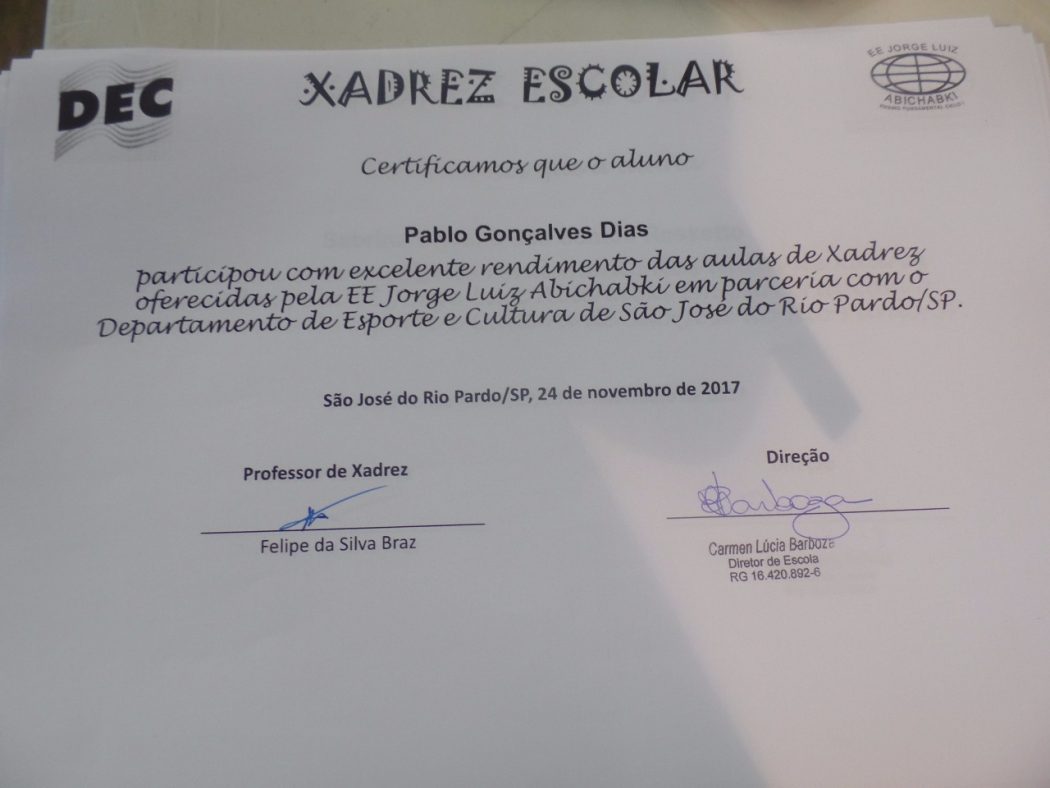 DEC
XADREZ ESCOLAR
EE JORGE LUIZ
ABICHABKI
Certificamos que o aluno
Pablo Gonçalves Dias
participou com excelente rendimento das aulas de Xadrez
oferecidas pela EE Jorge Luiz Abichabki em parceria com o
Departamento de Esporte e Cultura de São José do Rio Pardo/SP.
São José do Rio Pardo/SP, 24 de novembro de 2017
Professor de Xadrez
Felipe da Silva Braz
Direção
Barboza
Carmen Lúcia Barboza
Diretor de Escola
RG 16.420.892-6